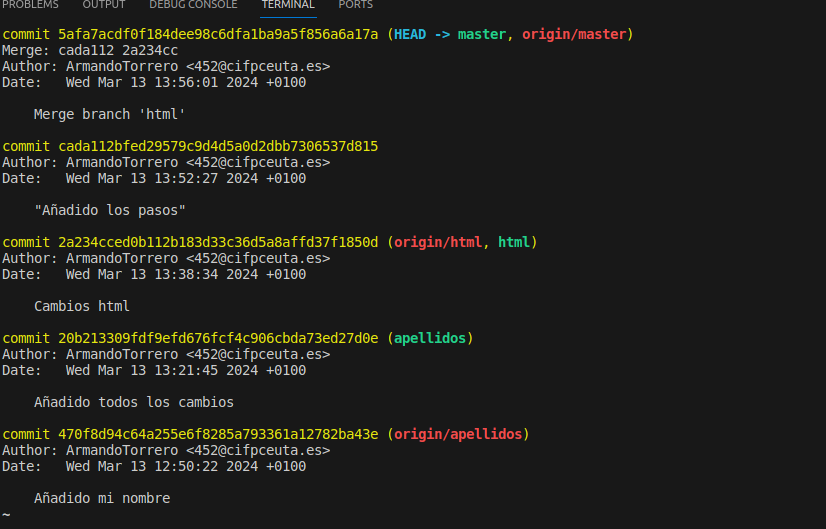 PROBLEMS OUTPUT DEBUG CONSOLE TERMINAL PORTS
commit 5afa7acdf0f184dee98c6dfa1ba9a5f856a6a17a (HEAD -> master, origin/master)
Merge: cada112 2a234cc
Author: ArmandoTorrero <452@cifpceuta.es>
Date:   Wed Mar 13 13:56:01 2024 +0100
    Merge branch 'html'
commit cada112bfed29579c9d4d5a0d2dbb7306537d815
Author: ArmandoTorrero <452@cifpceuta.es>
Date:   Wed Mar 13 13:52:27 2024 +0100
    "Añadido los pasos"
commit 2a234cced0b112b183d33c36d5a8affd37f1850d (origin/html, html)
Author: ArmandoTorrero <452@cifpceuta.es>
Date:   Wed Mar 13 13:38:34 2024 +0100
    Cambios html
commit 20b213309fdf9efd676fcf4c906cbda73ed27d0e (apellidos)
Author: ArmandoTorrero <452@cifpceuta.es>
Date:   Wed Mar 13 13:21:45 2024 +0100
    Añadido todos los cambios
commit 470f8d94c64a255e6f8285a793361a12782ba43e (origin/apellidos)
Author: ArmandoTorrero <452@cifpceuta.es>
Date:   Wed Mar 13 12:50:22 2024 +0100
    Añadido mi nombre
~